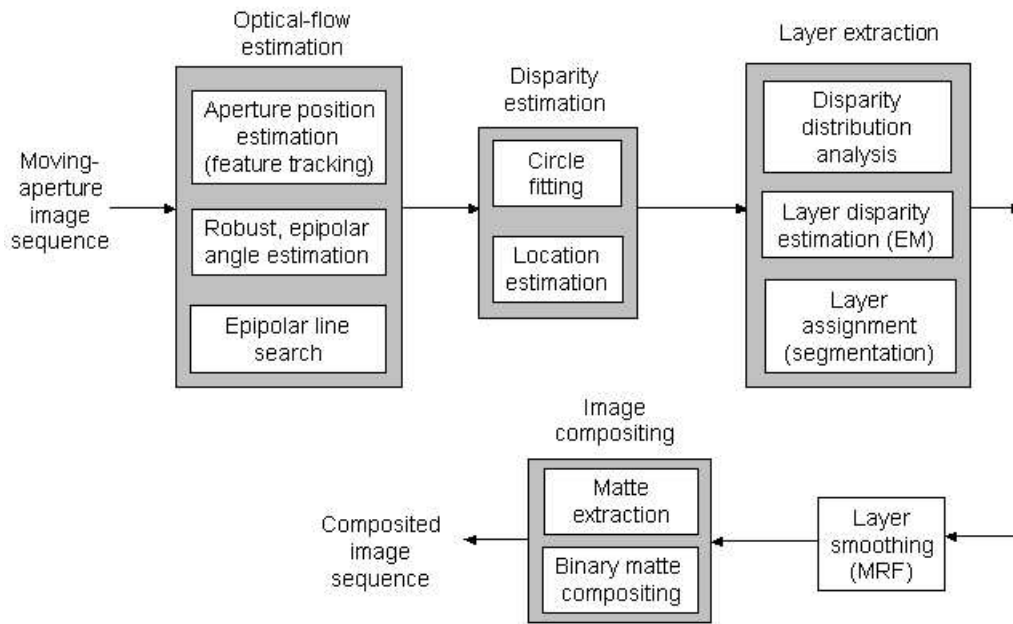 Optical-flow
estimation
Aperture position
estimation
(feature tracking)
Robust, epipolar
angle estimation
Epipolar line
search
Moving-
aperture
image
sequence
Disparity
estimation
Circle
fitting
Location
estimation
Layer extraction
Disparity
distribution
analysis
Layer disparity
estimation (EM)
Layer
assignment
(segmentation)
Layer
smoothing
(MRF)
Image
compositing
Matte
extraction
Binary matte
compositing
Composited
image
sequence